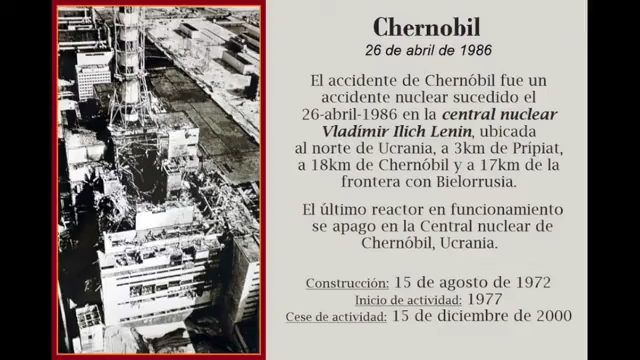 Chernobil
26 de abril de 1986
El accidente de Chernóbil fue un
accidente nuclear sucedido el
26-abril-1986 en la central nuclear
Vladímir Ilich Lenin, ubicada
al norte de Ucrania, a 3km de Prípiat,
a 18km de Chernóbil y a 17km de la
frontera con Bielorrusia.
El último reactor en funcionamiento
se apago en la Central nuclear de
Chernóbil, Ucrania.
Construcción: 15 de agosto de 1972
Inicio de actividad: 1977
Cese de actividad: 15 de diciembre de 2000